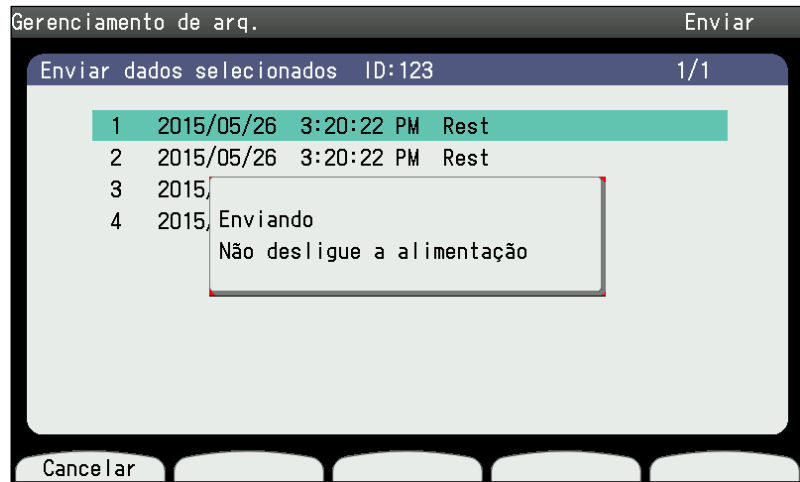 Gerenciamento de arq. Enviar
Enviar dados selecionados ID:123 1/1
1 2015/05/26 3:20:22 PM Rest
2 2015/05/26 3:20:22 PM Rest
3 2015/
4 2015/
Enviando
Não desligue a alimentação
Cancelar